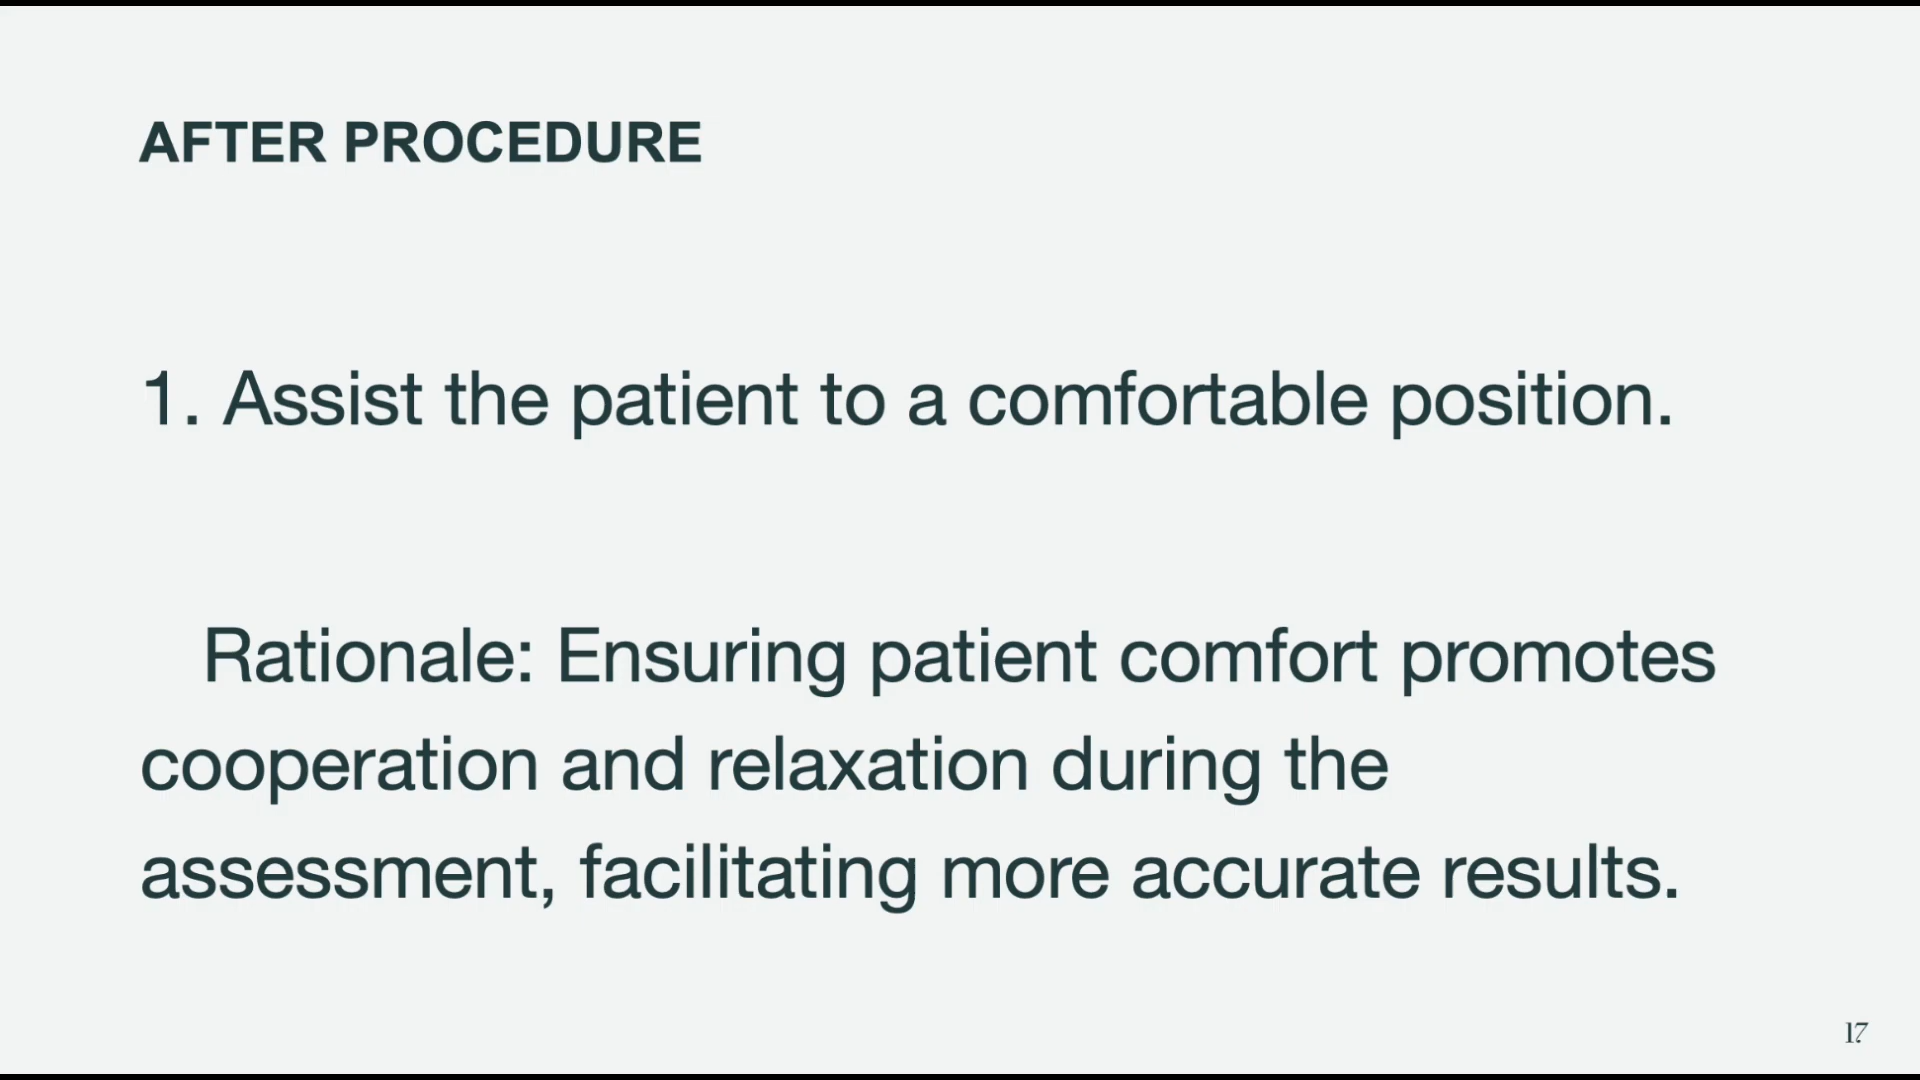 AFTER PROCEDURE
1. Assist the patient to a comfortable position.
Rationale: Ensuring patient comfort promotes
cooperation and relaxation during the
assessment, facilitating more accurate results.
17